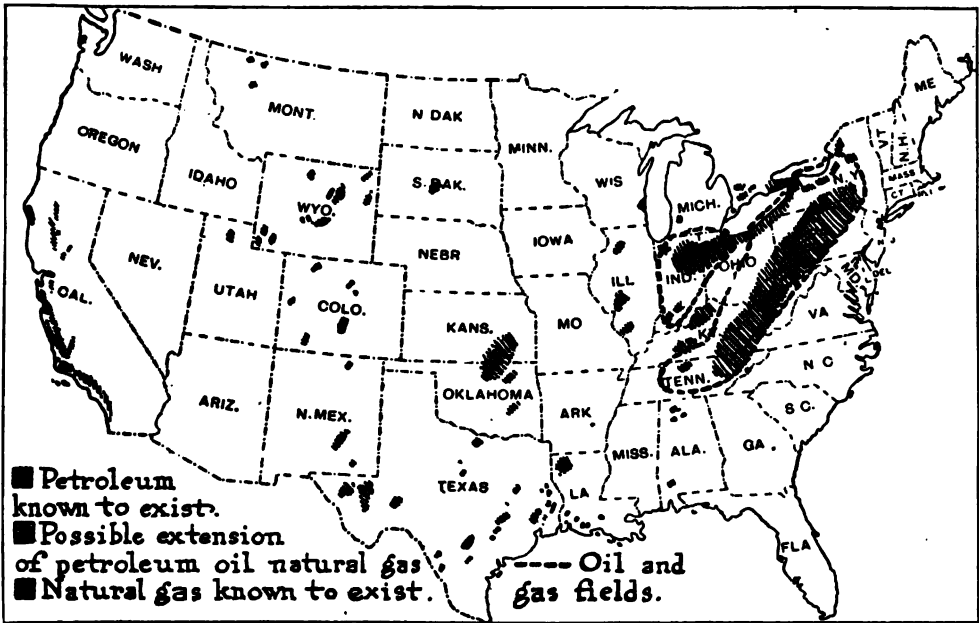 WASH
ME
MONT.
N DAK
VT
N.H.
OREGON
MINN.
MASS
IDAHO
S. DAK.
WIS
N.Y.
CT
R.I.
WYO.
MICH.
NEBR
IOWA
NEV.
UTAH
ILL
IND.
OHIO
MD.
DEL
CAL.
COLO.
KANS.
MO
VA
TENN.
N C
OKLAHOMA
ARIZ.
N.MEX.
ARK
S C.
MISS.
ALA.
GA.
TEXAS
LA
FLA
Petroleum
known to exist.
Possible extension
of petroleum oil natural gas
Natural gas known to exist.
Oil and
gas fields.